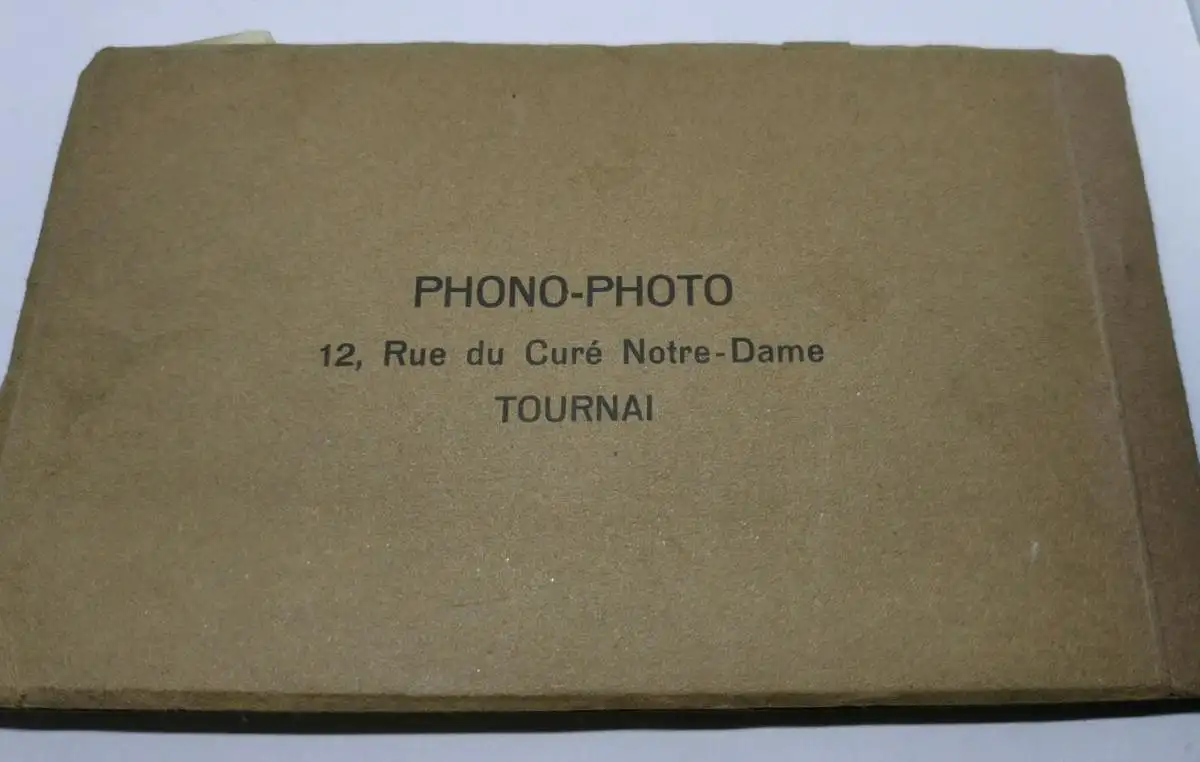 PHONO-PHOTO
12, Rue du Curé Notre-Dame
TOURNAI